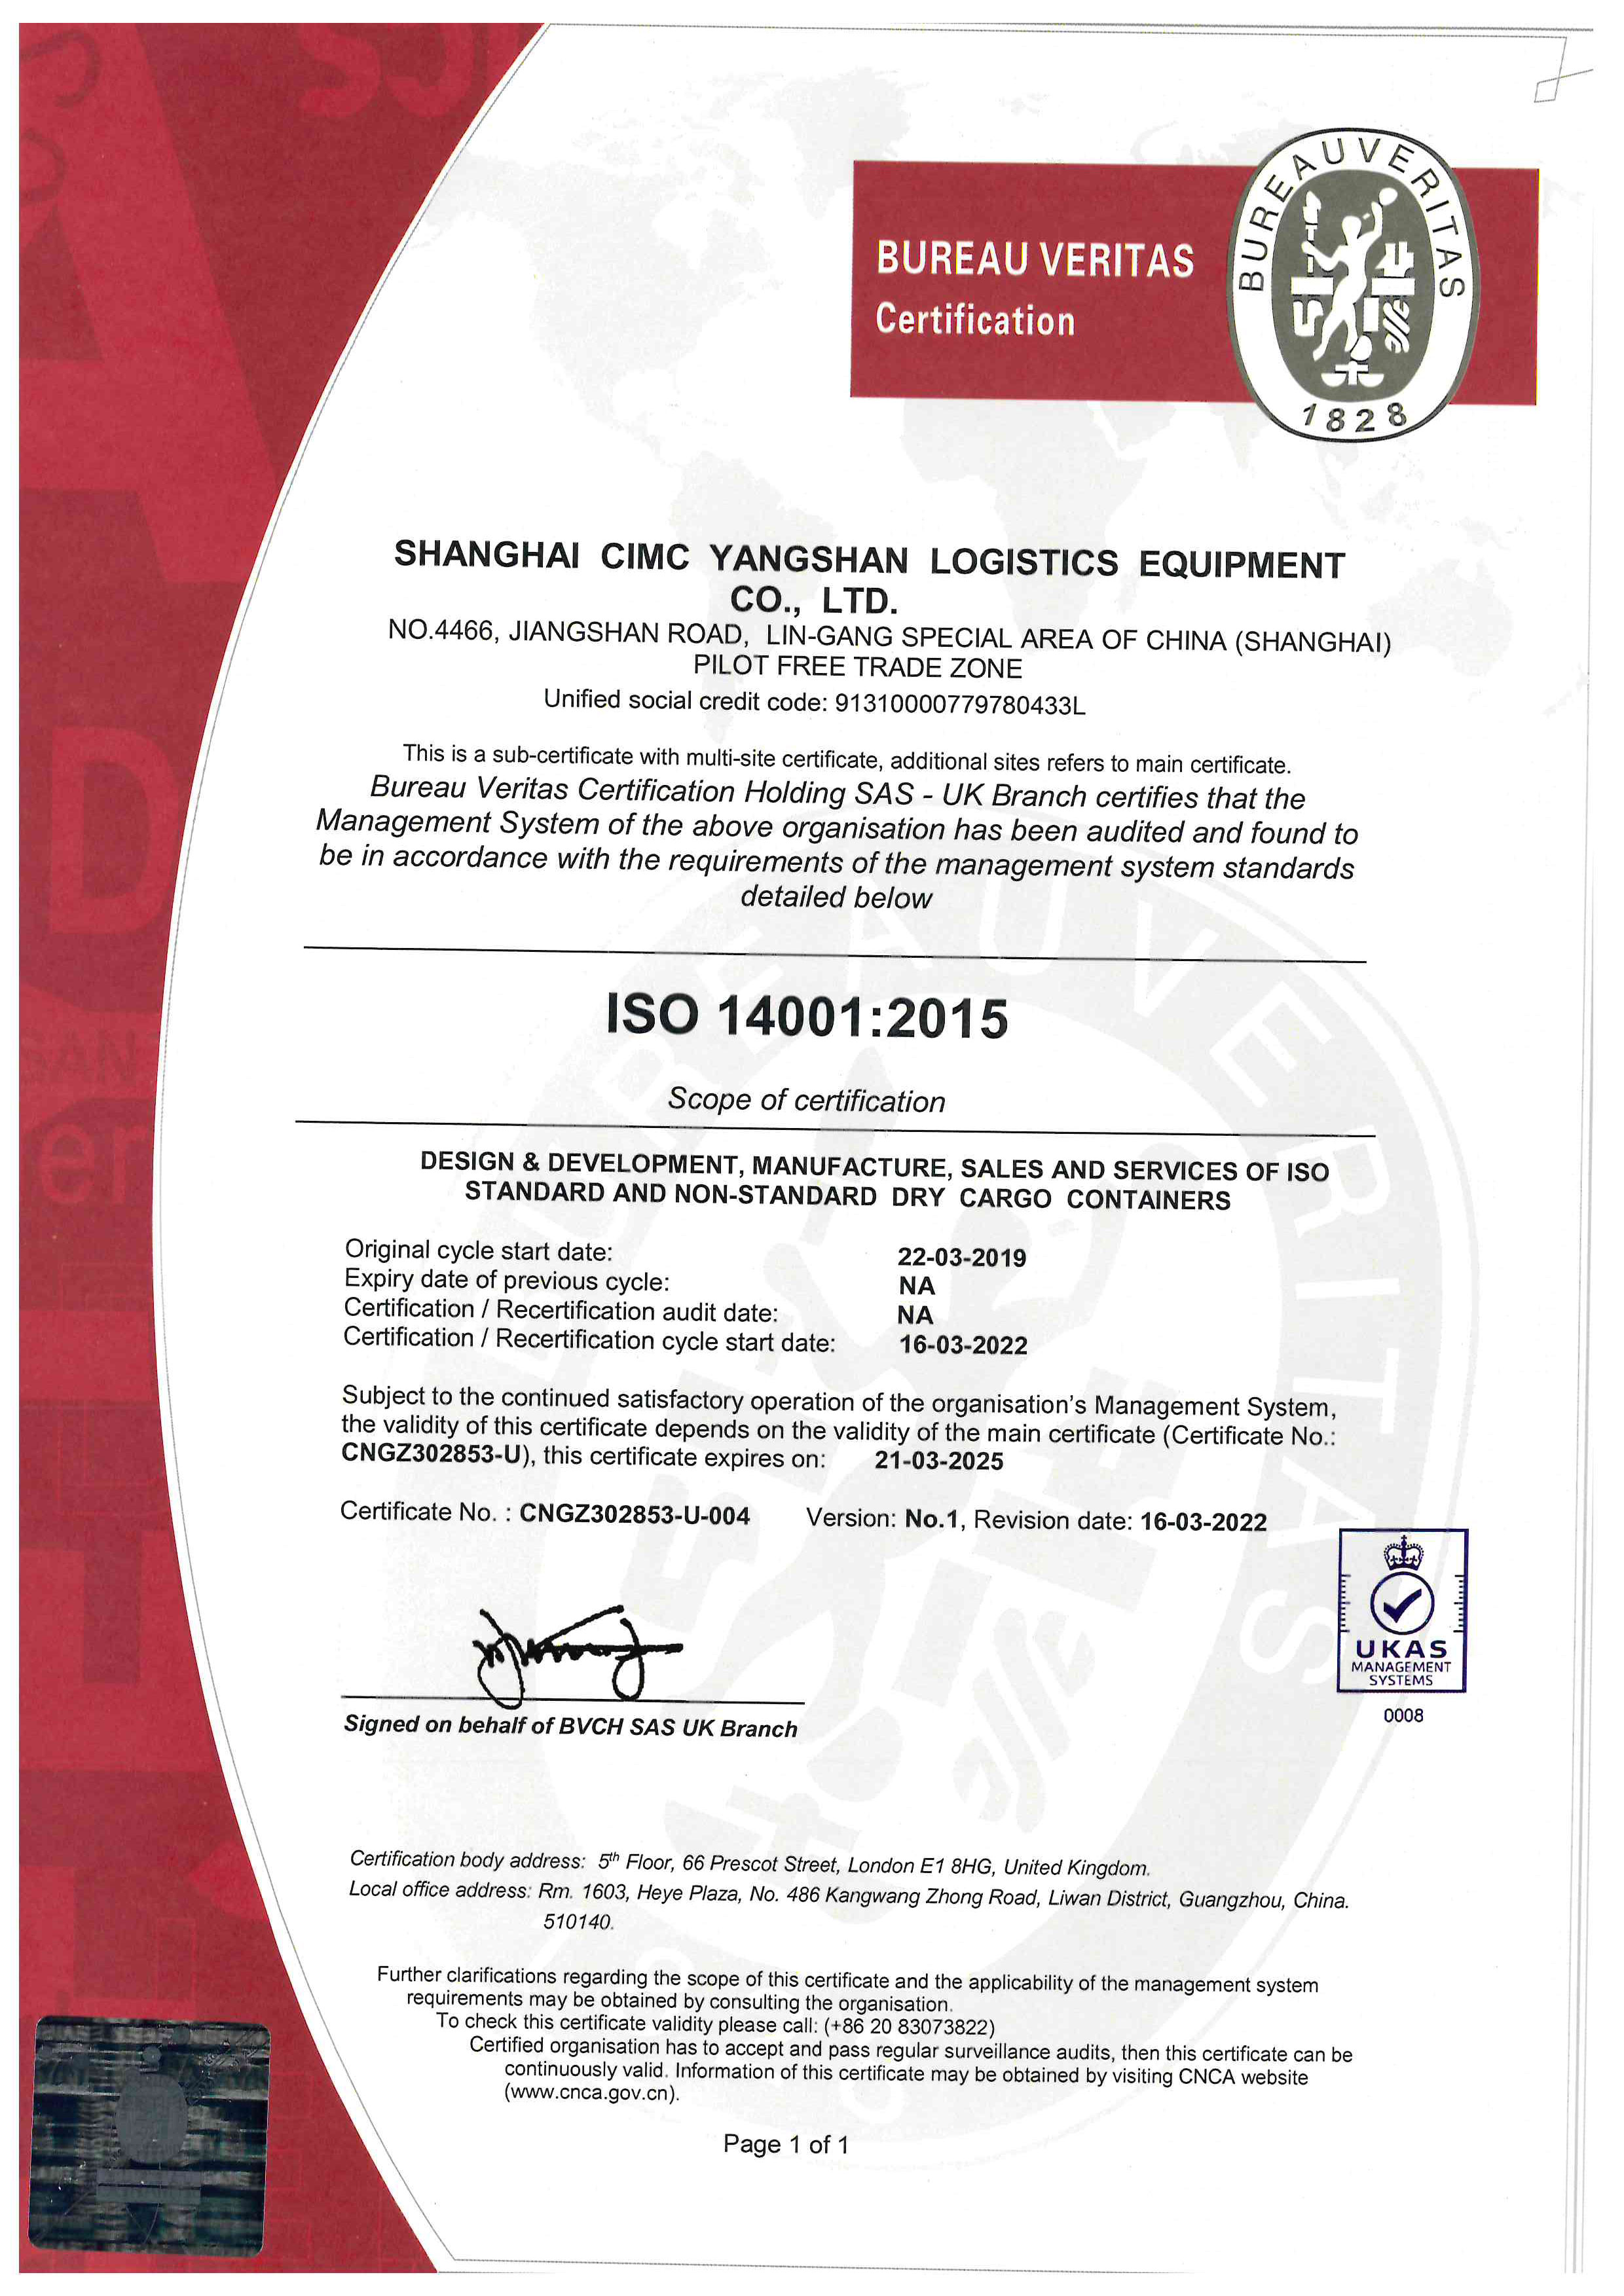 BUREAU VERITAS
Certification
BUREAU VERITAS
1828
SHANGHAI CIMC YANGSHAN LOGISTICS EQUIPMENT
CO., LTD.
NO.4466, JIANGSHAN ROAD, LIN-GANG SPECIAL AREA OF CHINA (SHANGHAI)
PILOT FREE TRADE ZONE
Unified social credit code: 91310000779780433L
This is a sub-certificate with multi-site certificate, additional sites refers to main certificate.
Bureau Veritas Certification Holding SAS - UK Branch certifies that the
Management System of the above organisation has been audited and found to
be in accordance with the requirements of the management system standards
detailed below
ISO 14001:2015
Scope of certification
DESIGN & DEVELOPMENT, MANUFACTURE, SALES AND SERVICES OF ISO
STANDARD AND NON-STANDARD DRY CARGO CONTAINERS
Original cycle start date: 22-03-2019
Expiry date of previous cycle: NA
Certification / Recertification audit date: NA
Certification / Recertification cycle start date: 16-03-2022
Subject to the continued satisfactory operation of the organisation's Management System,
the validity of this certificate depends on the validity of the main certificate (Certificate No.:
CNGZ302853-U), this certificate expires on: 21-03-2025
Certificate No. : CNGZ302853-U-004 Version: No.1, Revision date: 16-03-2022
UKAS
MANAGEMENT
SYSTEMS
0008
Signed on behalf of BVCH SAS UK Branch
Certification body address: 5th Floor, 66 Prescot Street, London E1 8HG, United Kingdom.
Local office address: Rm. 1603, Heye Plaza, No. 486 Kangwang Zhong Road, Liwan District, Guangzhou, China.
510140.
Further clarifications regarding the scope of this certificate and the applicability of the management system
requirements may be obtained by consulting the organisation.
To check this certificate validity please call: (+86 20 83073822)
Certified organisation has to accept and pass regular surveillance audits, then this certificate can be
continuously valid. Information of this certificate may be obtained by visiting CNCA website
(www.cnca.gov.cn).
Page 1 of 1